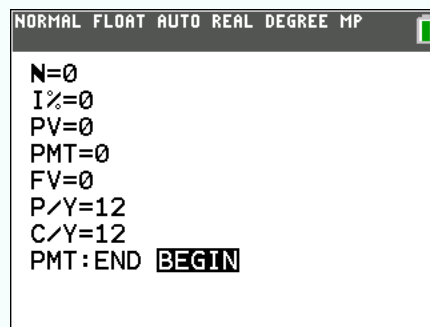 NORMAL FLOAT AUTO REAL DEGREE MP
N=0
I%=0
PV=0
PMT=0
FV=0
P/Y=12
C/Y=12
PMT:END BEGIN